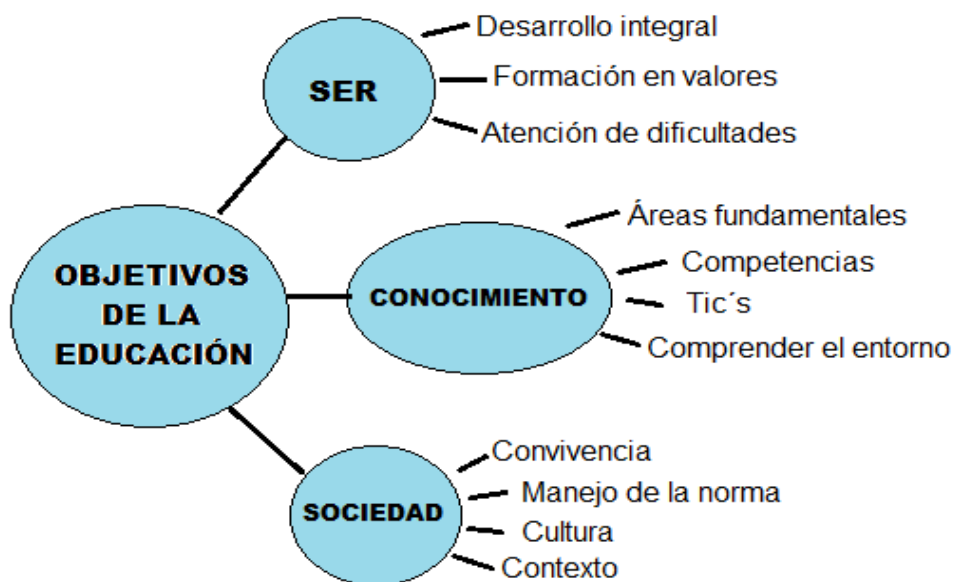 Desarrollo integral
SER
Formación en valores
Atención de dificultades
OBJETIVOS
DE LA
EDUCACIÓN
Áreas fundamentales
Competencias
CONOCIMIENTO
Tic´s
Comprender el entorno
Convivencia
Manejo de la norma
SOCIEDAD
Cultura
Contexto